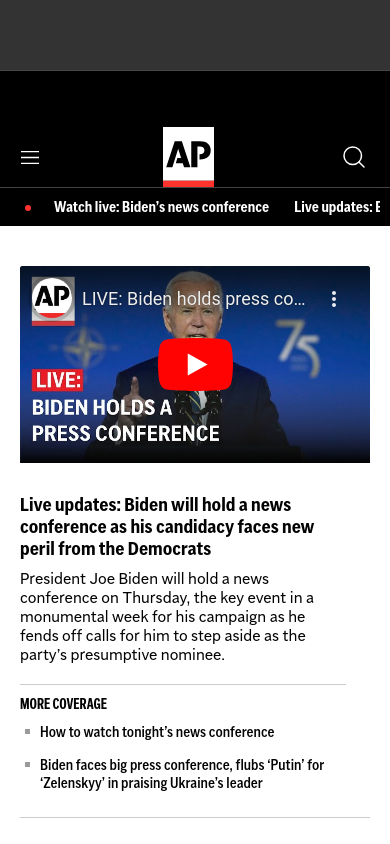 AP
Watch live: Biden's news conference Live updates: B
AP LIVE: Biden holds press co…
75
LIVE:
BIDEN HOLDS A
PRESS CONFERENCE
Live updates: Biden will hold a news
conference as his candidacy faces new
peril from the Democrats
President Joe Biden will hold a news
conference on Thursday, the key event in a
monumental week for his campaign as he
fends off calls for him to step aside as the
party's presumptive nominee.
MORE COVERAGE
How to watch tonight's news conference
Biden faces big press conference, flubs ‘Putin’ for
‘Zelenskyy’ in praising Ukraine's leader